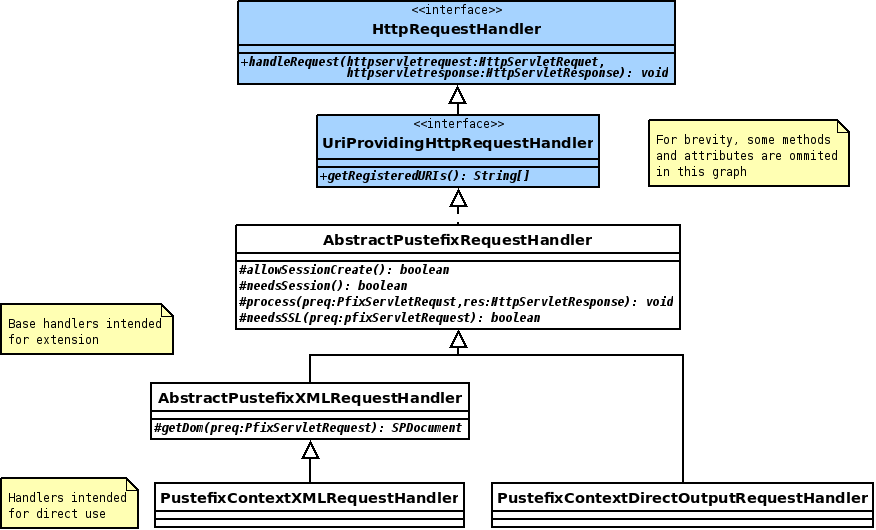 <<interface>>
HttpRequestHandler
+handleRequest(httpservletrequest:HttpServletRequet,
httpservletresponse:HttpServletResponse): void
<<interface>>
UriProvidingHttpRequestHandler
+getRegisteredURIs(): String[]
For brevity, some methods
and attributes are ommited
in this graph
AbstractPustefixRequestHandler
#allowSessionCreate(): boolean
#needsSession(): boolean
#process(preq:PfixServletRequst,res:HttpServletResponse): void
#needsSSL(preq:pfixServletRequest): boolean
Base handlers intended
for extension
AbstractPustefixXMLRequestHandler
#getDom(preq:PfixServletRequest): SPDocument
Handlers intended
for direct use
PustefixContextXMLRequestHandler
PustefixContextDirectOutputRequestHandler